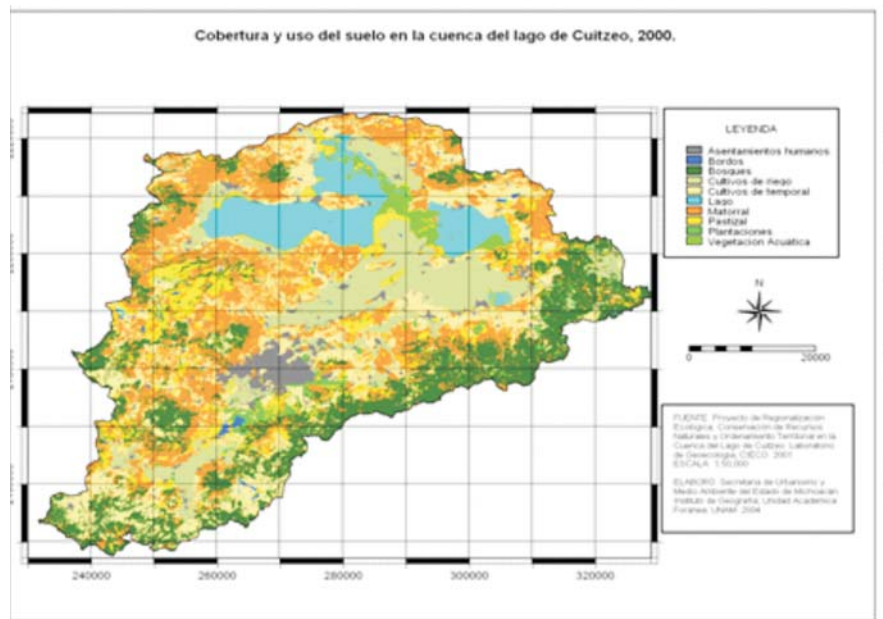 Cobertura y uso del suelo en la cuenca del lago de Cuitzeo, 2000.
LEYENDA
Asentamientos humanos
Bordos
Bosques
Cultivos de riego
Cultivos de temporal
Lago
Matorral
Pastizal
Plantaciones
Vegetación Acuática
N
0 20000
FUENTE: Proyecto de Regionalización
Ecológica, Conservación de Recursos
Naturales y Ordenamiento Territorial en la
Cuenca del Lago de Cuitzeo. Laboratorio
de Geoecología, 2001
ESCALA: 1:50,000
ELABORÓ: Secretaría de Urbanismo y
Medio Ambiente del Estado de Michoacán
Instituto de Geografía, Unidad Académica
Foránea, UNAM. 2004
240000 260000 280000 300000 320000